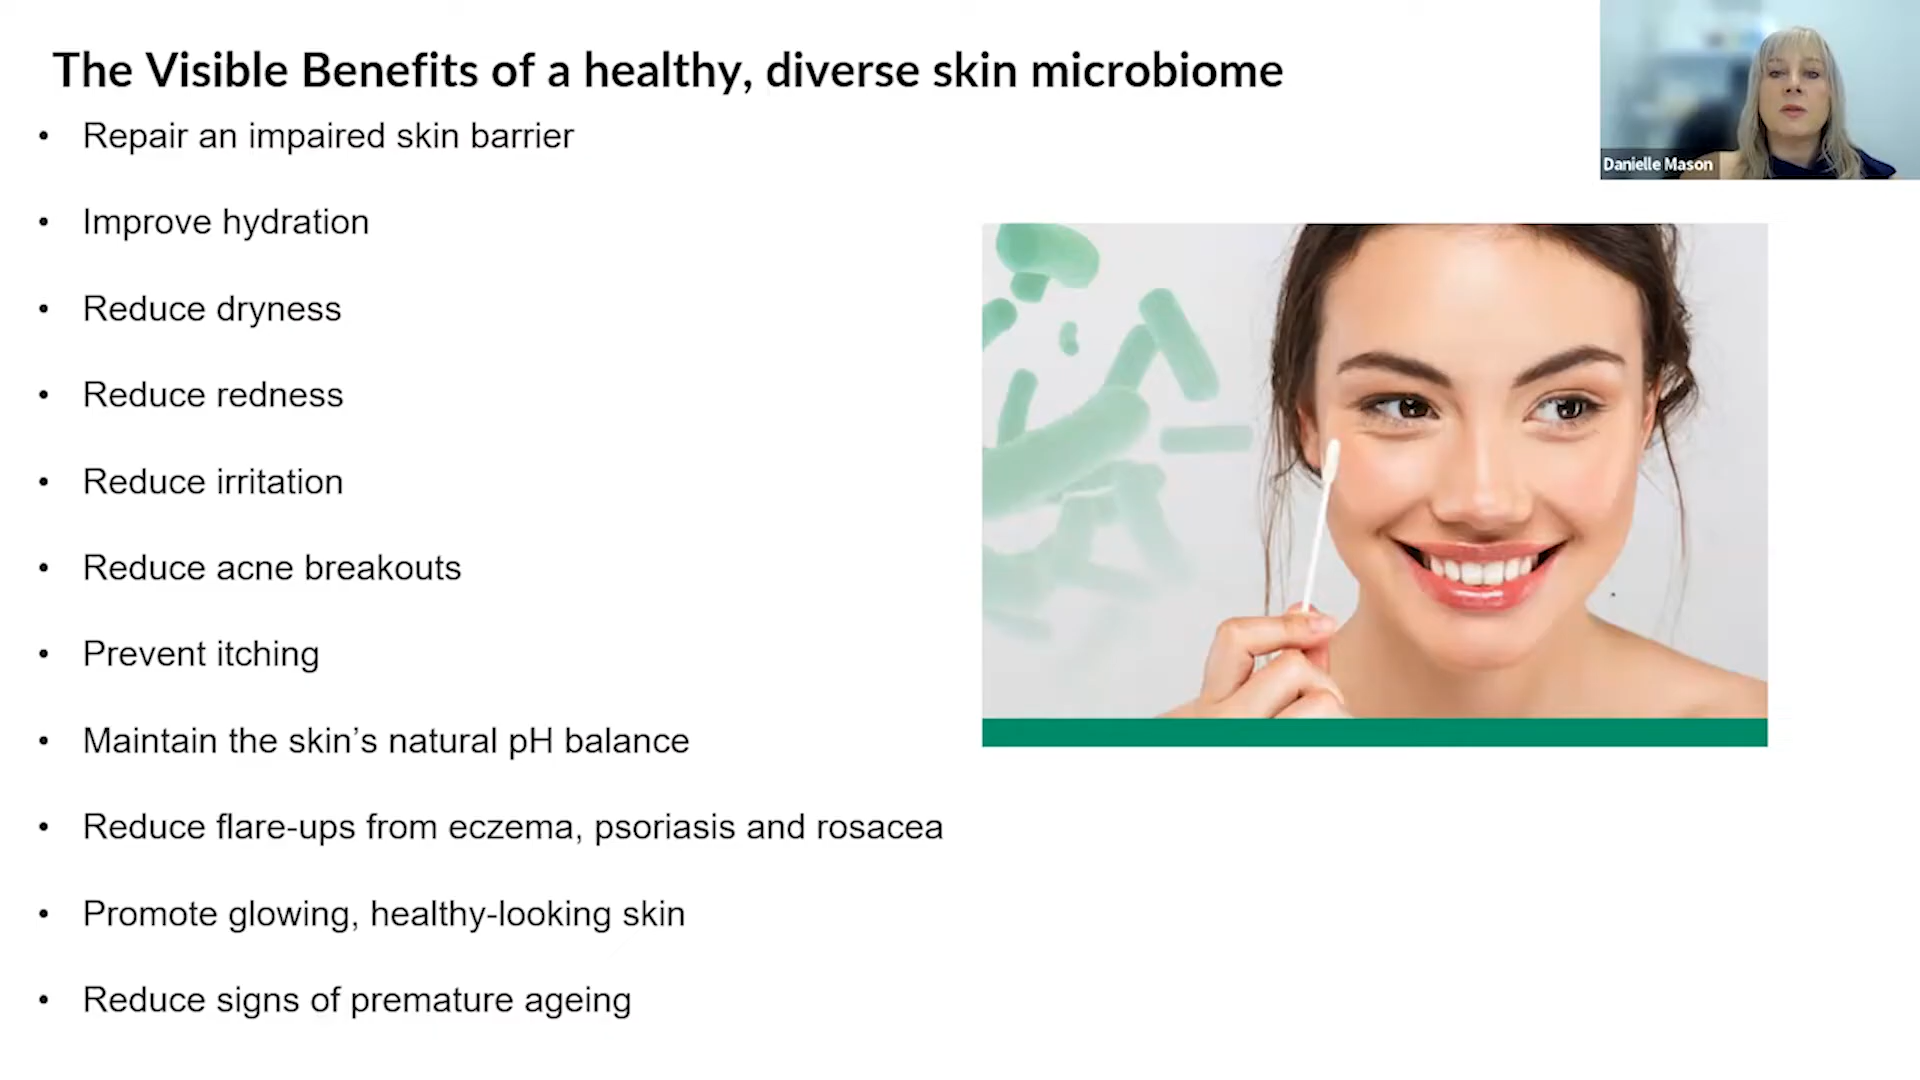 The Visible Benefits of a healthy, diverse skin microbiome
• Repair an impaired skin barrier
• Improve hydration
• Reduce dryness
• Reduce redness
• Reduce irritation
• Reduce acne breakouts
• Prevent itching
• Maintain the skin’s natural pH balance
• Reduce flare-ups from eczema, psoriasis and rosacea
• Promote glowing, healthy-looking skin
• Reduce signs of premature ageing
Danielle Mason